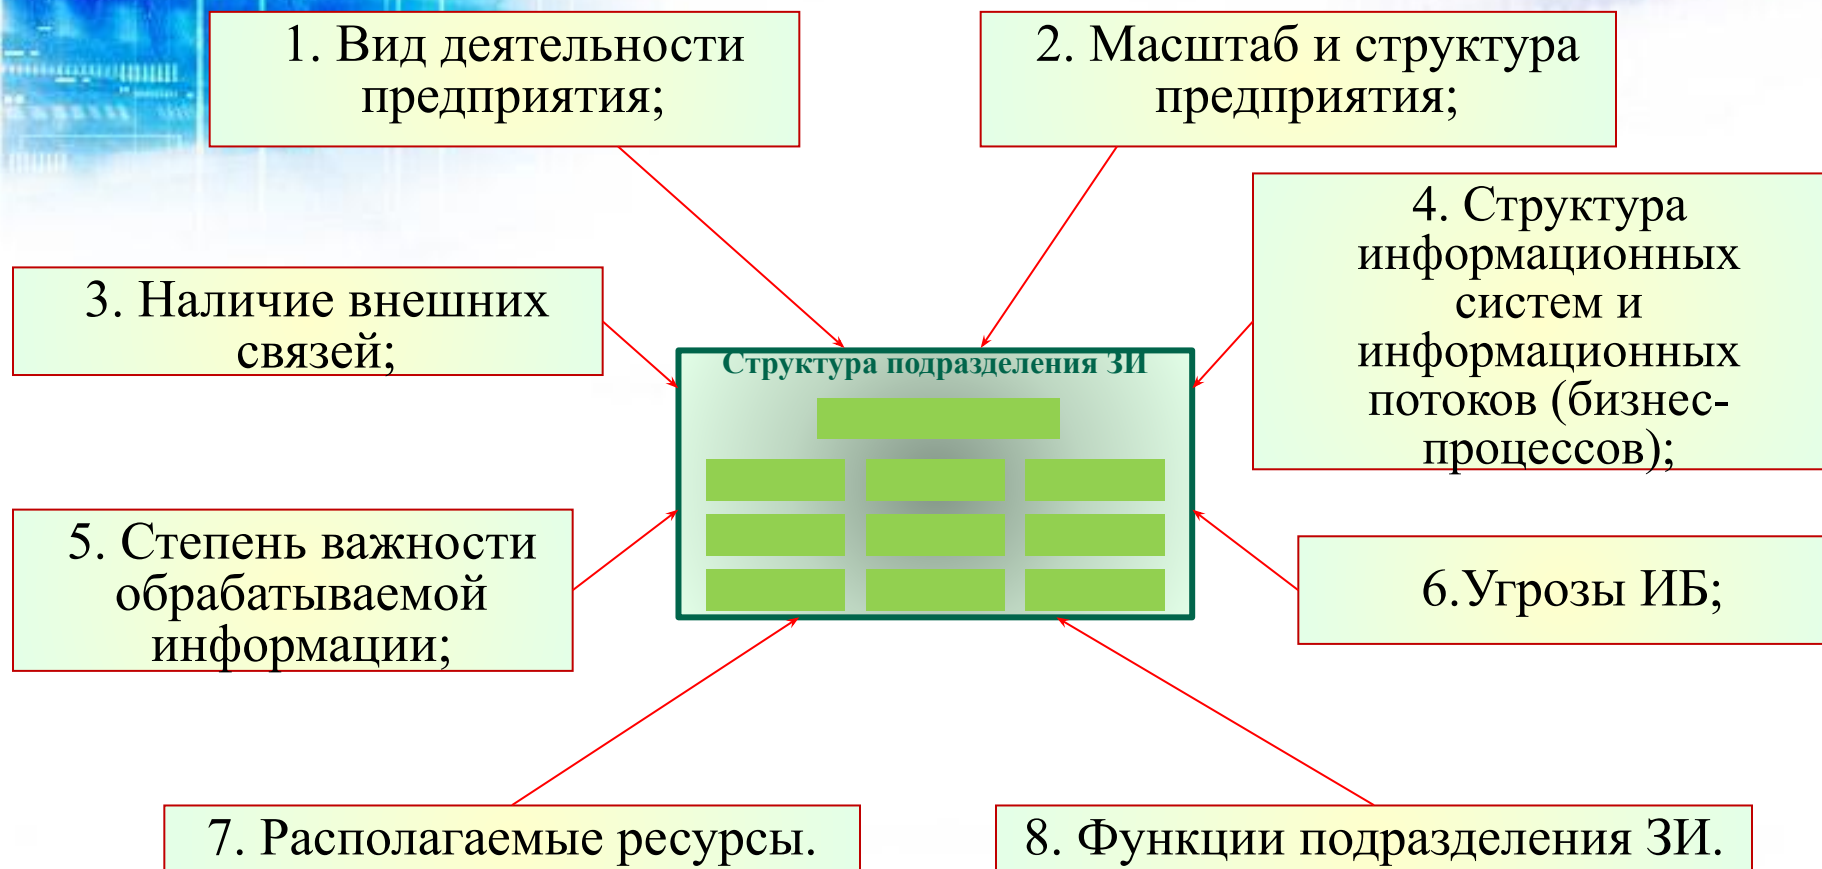 1. Вид деятельности
предприятия;
2. Масштаб и структура
предприятия;
3. Наличие внешних
связей;
4. Структура
информационных
систем и
информационных
потоков (бизнес-
процессов);
Структура подразделения ЗИ
5. Степень важности
обрабатываемой
информации;
6.Угрозы ИБ;
7. Располагаемые ресурсы.
8. Функции подразделения ЗИ.